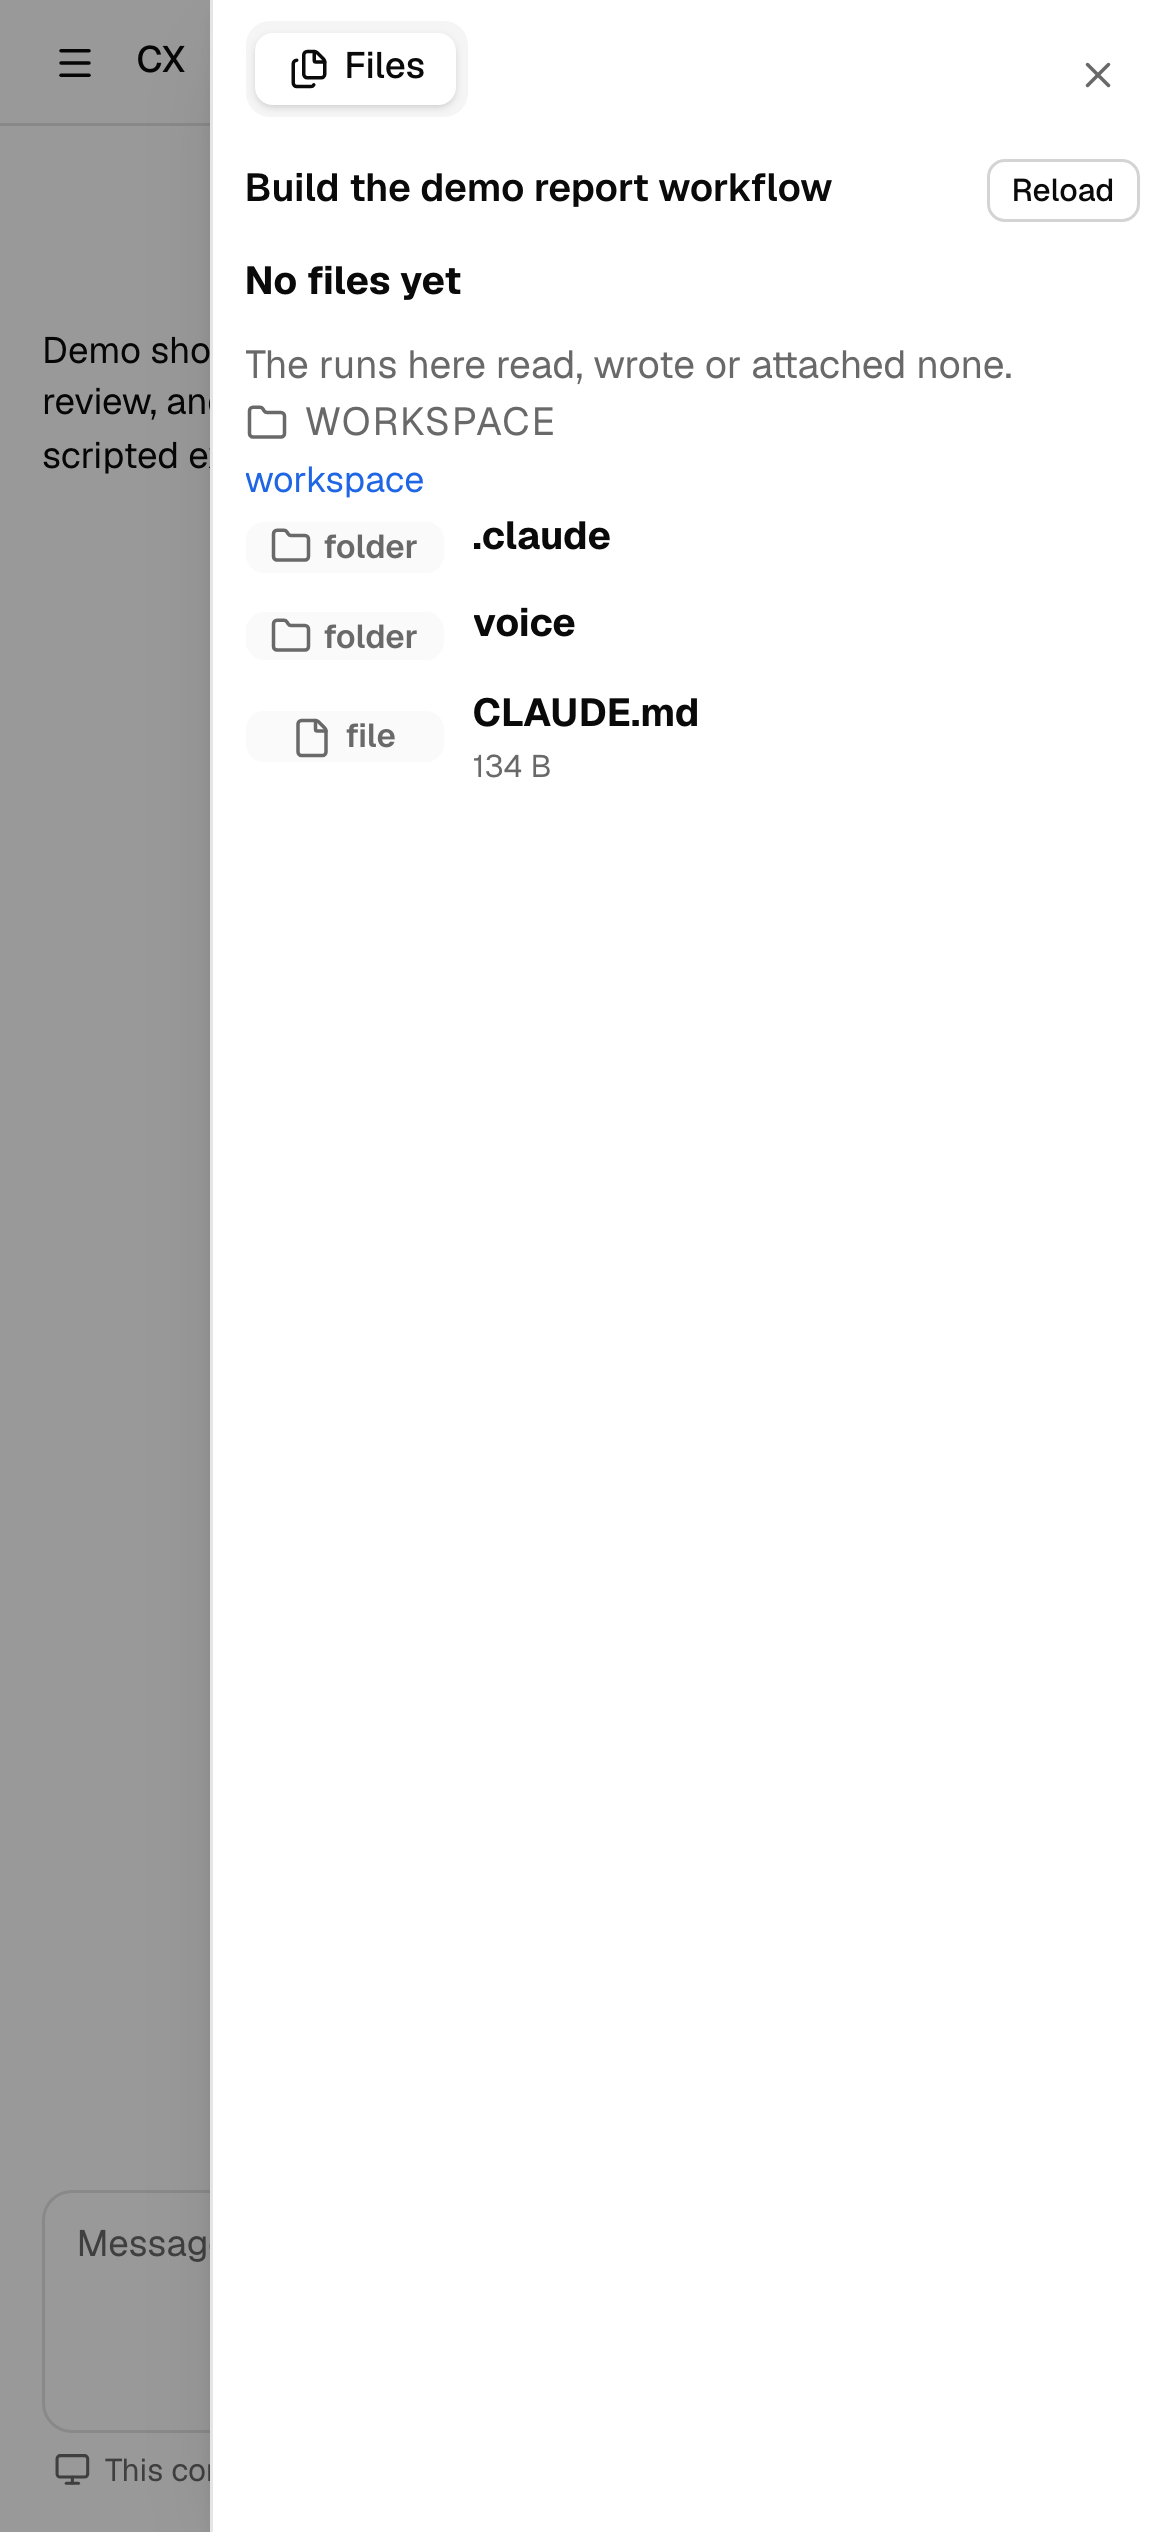 CX
Files
Build the demo report workflow
Reload
No files yet
The runs here read, wrote or attached none.
WORKSPACE
workspace
folder .claude
folder voice
file CLAUDE.md
134 B
Demo sho
review, an
scripted e
Messag
This co